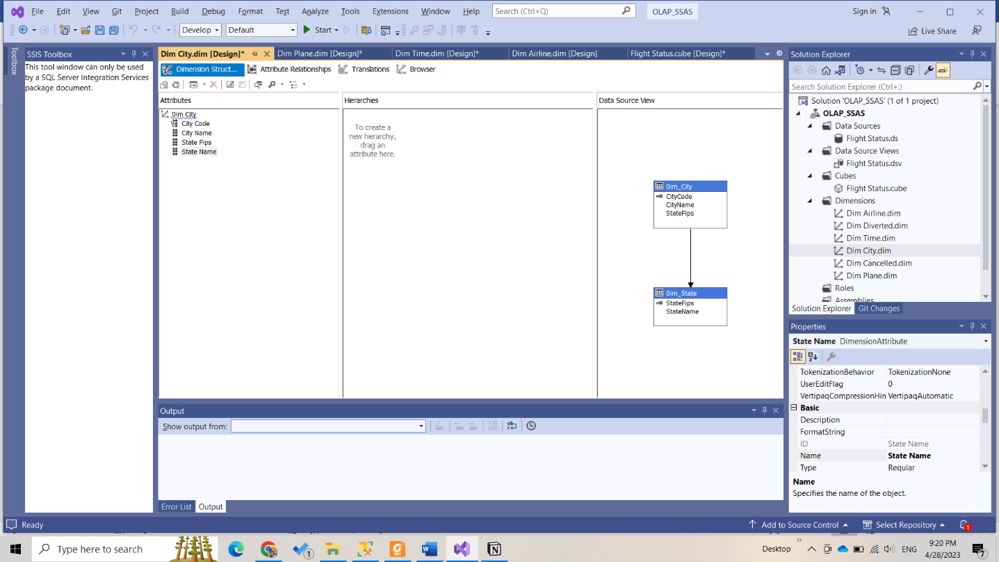 File Edit View Git Project Build Debug Format Test Analyze Tools Extensions Window Help Search (Ctrl+Q) OLAP_SSAS Sign in
Develop Default Start Live Share
Toolbox
SSIS Toolbox
This tool window can only be used
by a SQL Server Integration Services
package document.
Dim City.dim [Design]* Dim Plane.dim [Design]* Dim Time.dim [Design]* Dim Airline.dim [Design] Flight Status.cube [Design]*
Dimension Struct... Attribute Relationships Translations Browser
Attributes
Dim City
City Code
City Name
State Fips
State Name
Hierarchies
To create a
new hierarchy,
drag an
attribute here.
Data Source View
Dim_City
CityCode
CityName
StateFips
Dim_State
StateFips
StateName
Output
Show output from:
Error List Output
Solution Explorer
Search Solution Explorer (Ctrl+;)
Solution 'OLAP_SSAS' (1 of 1 project)
OLAP_SSAS
Data Sources
Flight Status.ds
Data Source Views
Flight Status.dsv
Cubes
Flight Status.cube
Dimensions
Dim Airline.dim
Dim Diverted.dim
Dim Time.dim
Dim City.dim
Dim Cancelled.dim
Dim Plane.dim
Roles
Assemblies
Solution Explorer Git Changes
Properties
State Name DimensionAttribute
TokenizationBehavior TokenizationNone
UserEditFlag 0
VertipaqCompressionHin VertipaqAutomatic
Basic
Description
FormatString
ID State Name
Name State Name
Type Regular
Name
Specifies the name of the object.
Ready Add to Source Control Select Repository 1
Type here to search 1 Desktop ENG 9:20 PM
4/28/2023 7